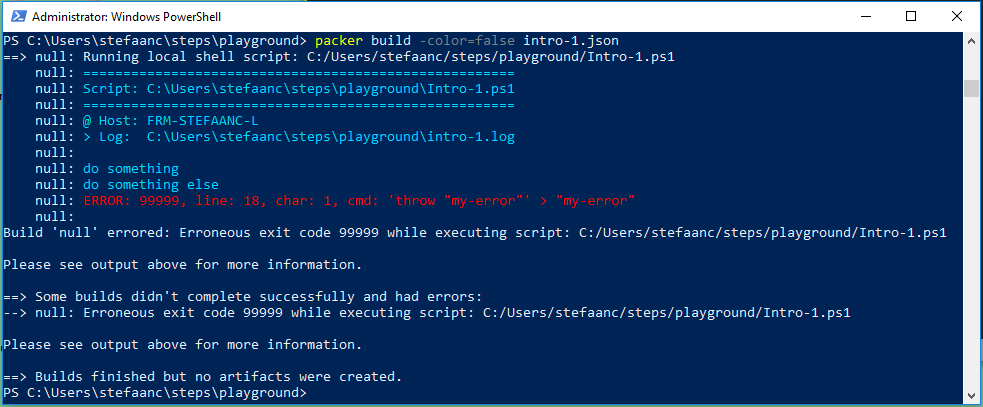 Administrator: Windows PowerShell
PS C:\Users\stefaanc\steps\playground> packer build -color=false intro-1.json
==> null: Running local shell script: C:/Users/stefaanc/steps/playground/Intro-1.ps1
    null: ======================================================
    null: Script: C:\Users\stefaanc\steps\playground\Intro-1.ps1
    null: ======================================================
    null: @ Host: FRM-STEFAANC-L
    null: > Log:  C:\Users\stefaanc\steps\playground\intro-1.log
    null:
    null: do something
    null: do something else
    null: ERROR: 99999, line: 18, char: 1, cmd: 'throw "my-error"' > "my-error"
    null:
Build 'null' errored: Erroneous exit code 99999 while executing script: C:/Users/stefaanc/steps/playground/Intro-1.ps1

Please see output above for more information.

==> Some builds didn't complete successfully and had errors:
--> null: Erroneous exit code 99999 while executing script: C:/Users/stefaanc/steps/playground/Intro-1.ps1

Please see output above for more information.

==> Builds finished but no artifacts were created.
PS C:\Users\stefaanc\steps\playground>